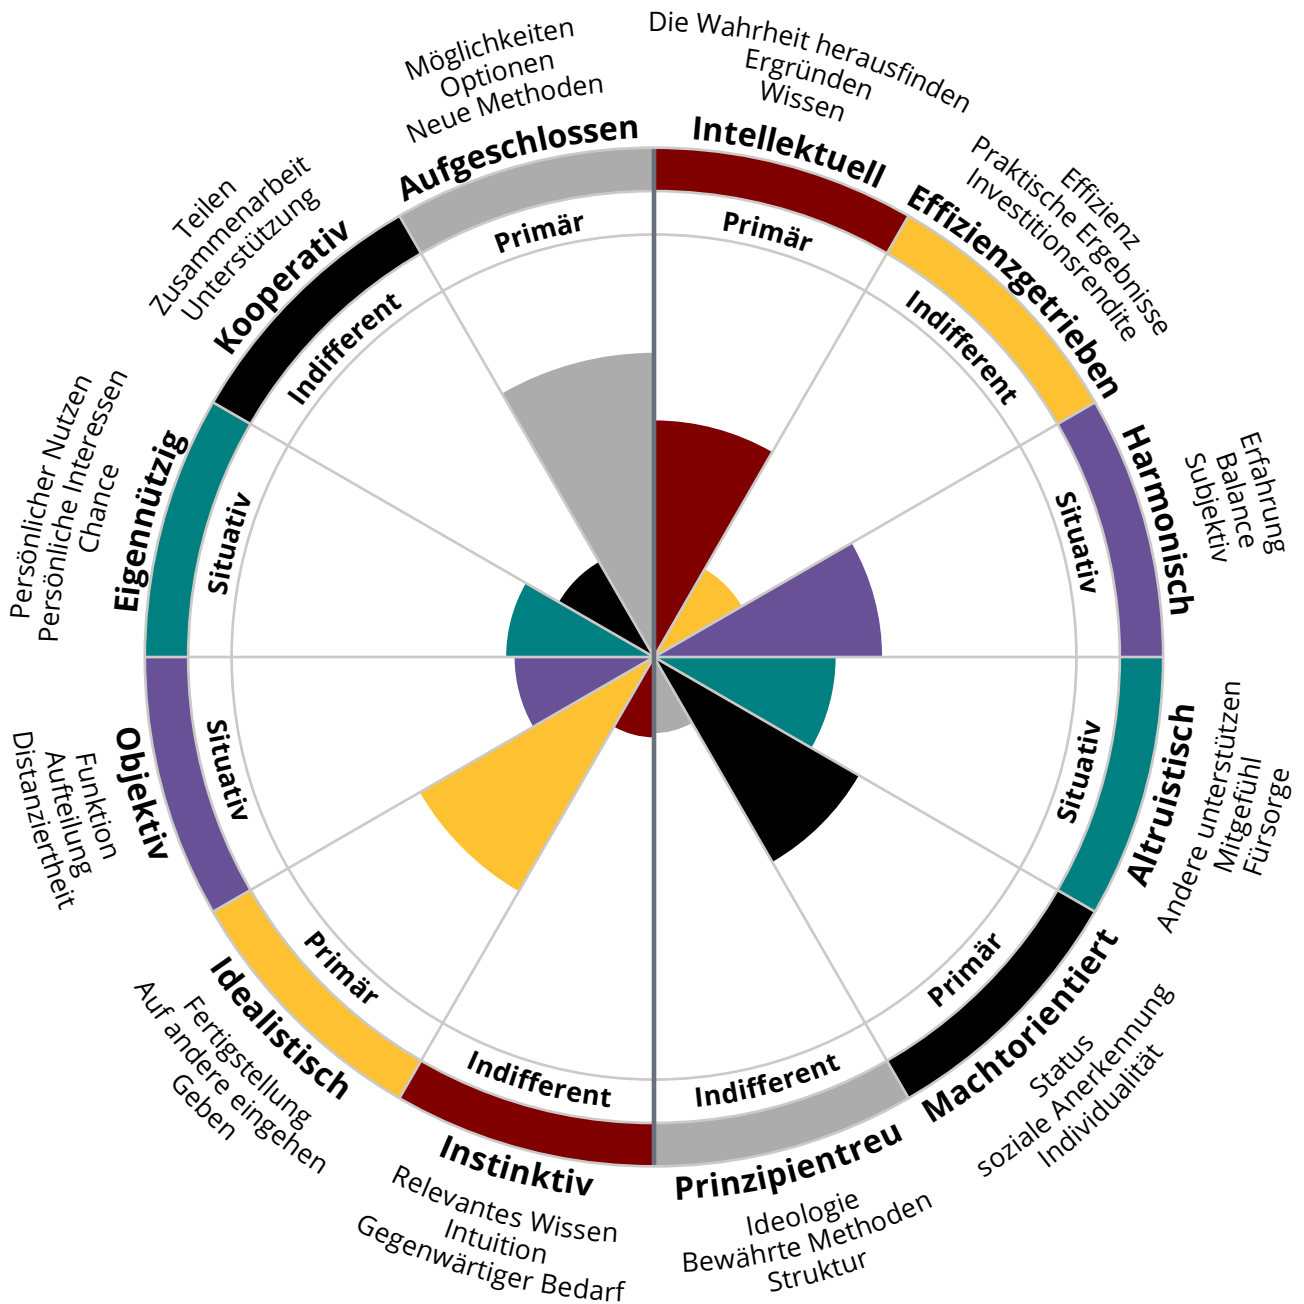 Die Wahrheit herausfinden
Ergründen
Wissen
Intellektuell
Primär
Effizienz
Praktische Ergebnisse
Investitionsrendite
Effizienzgetrieben
Indifferent
Erfahrung
Balance
Subjektiv
Harmonisch
Situativ
Andere unterstützen
Mitgefühl
Fürsorge
Altruistisch
Situativ
Status
soziale Anerkennung
Individualität
Machtorientiert
Primär
Indifferent
Prinzipientreu
Ideologie
Bewährte Methoden
Struktur
Indifferent
Instinktiv
Relevantes Wissen
Intuition
Gegenwärtiger Bedarf
Primär
Idealistisch
Fertigstellung
Auf andere eingehen
Geben
Situativ
Objektiv
Funktion
Aufteilung
Distanziertheit
Persönlicher Nutzen
Persönliche Interessen
Chance
Eigennützig
Situativ
Teilen
Zusammenarbeit
Unterstützung
Kooperativ
Indifferent
Möglichkeiten
Optionen
Neue Methoden
Aufgeschlossen
Primär